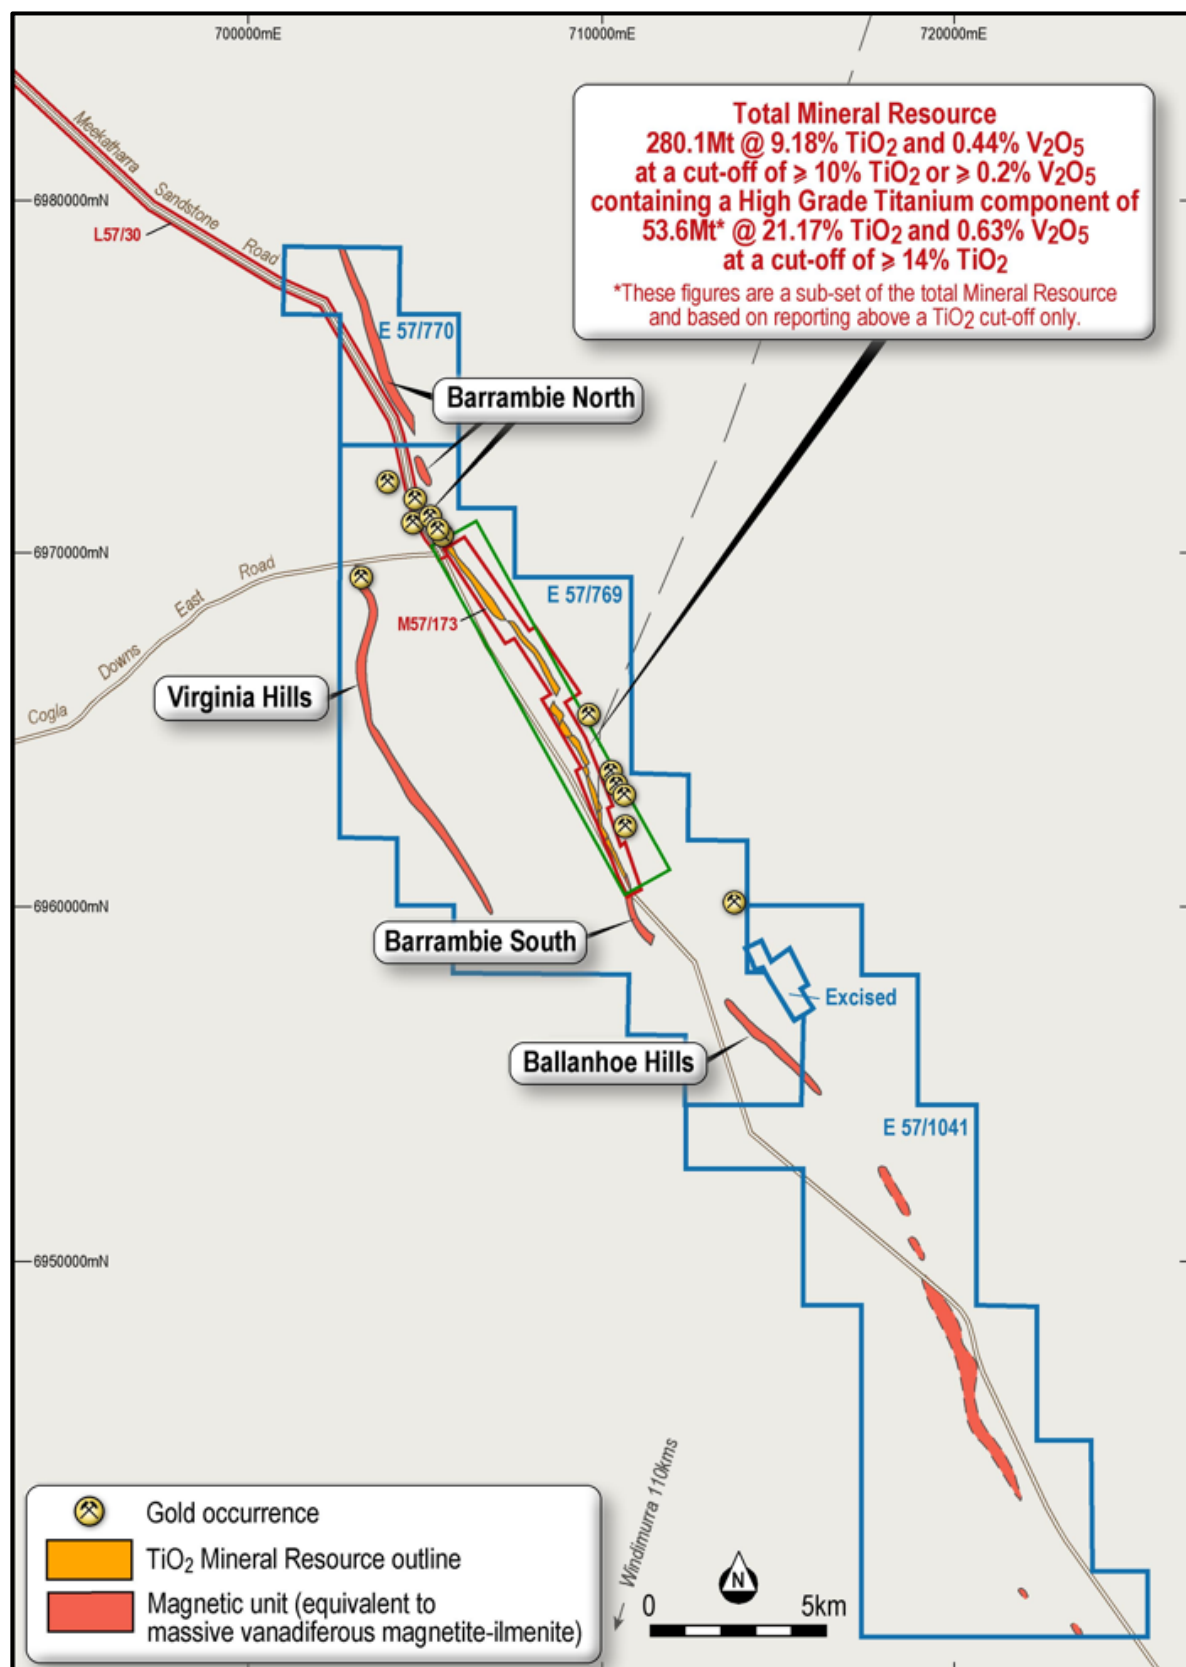 700000mE
710000mE
720000mE
Total Mineral Resource
280.1Mt @ 9.18% TiO2 and 0.44% V2O5
at a cut-off of ⩾ 10% TiO2 or ⩾ 0.2% V2O5
containing a High Grade Titanium component of
53.6Mt* @ 21.17% TiO2 and 0.63% V2O5
at a cut-off of ⩾ 14% TiO2
*These figures are a sub-set of the total Mineral Resource
and based on reporting above a TiO2 cut-off only.
Meekatharra Sandstone Road
6980000mN
L57/30
E 57/770
Barrambie North
6970000mN
Cogla Downs East Road
E 57/769
M57/173
Virginia Hills
6960000mN
Barrambie South
Excised
Ballanhoe Hills
E 57/1041
6950000mN
Windimurra 110kms
Gold occurrence
TiO2 Mineral Resource outline
Magnetic unit (equivalent to
massive vanadiferous magnetite-ilmenite)
N
0 5km